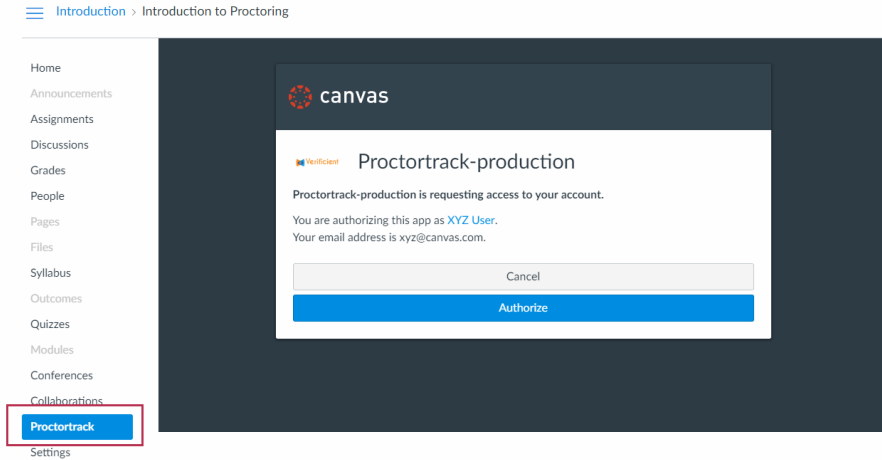 Introduction > Introduction to Proctoring
Home
Announcements
Assignments
Discussions
Grades
People
Pages
Files
Syllabus
Outcomes
Quizzes
Modules
Conferences
Collaborations
Proctortrack
Settings
canvas
Verificient Proctortrack-production
Proctortrack-production is requesting access to your account.
You are authorizing this app as XYZ User.
Your email address is xyz@canvas.com.
Cancel
Authorize